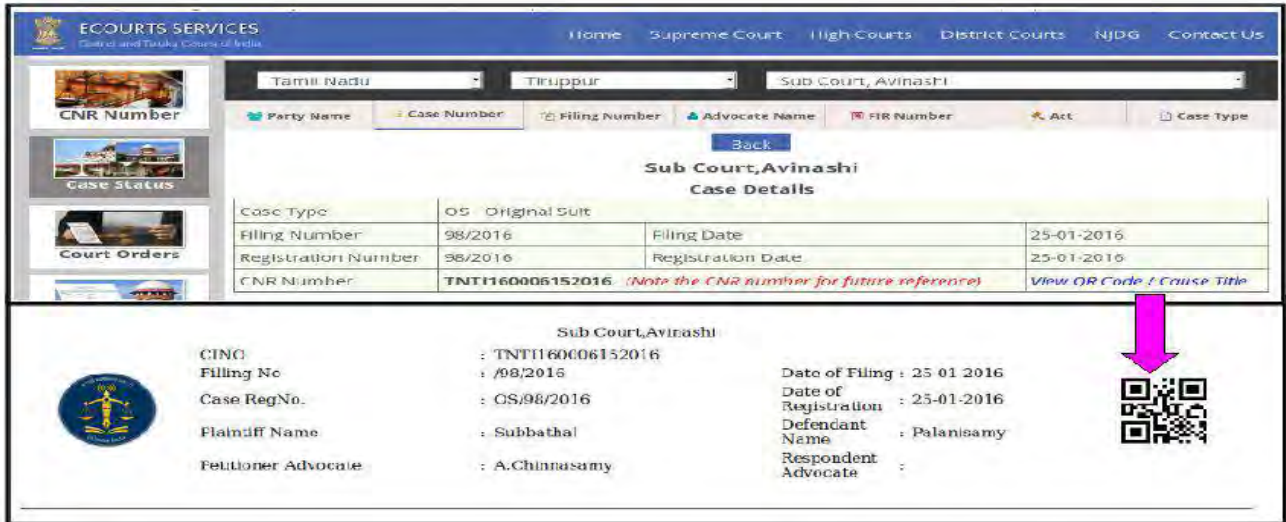 ECOURTS SERVICES
District and Taluka Courts of India
Home Supreme Court High Courts District Courts NJDG Contact Us
Tamil Nadu Tiruppur Sub Court, Avinashi
CNR Number
Party Name Case Number Filing Number Advocate Name FIR Number Act Case Type
Back
Sub Court,Avinashi
Case Details
Case Status
Case Type OS - Original Suit
Filing Number 98/2016 Filing Date 25-01-2016
Court Orders
Registration Number 98/2016 Registration Date 25-01-2016
CNR Number TNTI160006152016 (Note the CNR number for future reference) View QR Code / Cause Title
Sub Court,Avinashi
CINO : TNTI160006152016
Filling No : /98/2016 Date of Filing : 25-01-2016
Case RegNo. : OS/98/2016 Date of Registration : 25-01-2016
Plaintiff Name : Subbathal Defendant Name : Palanisamy
Petitioner Advocate : A.Chinnasamy Respondent Advocate :